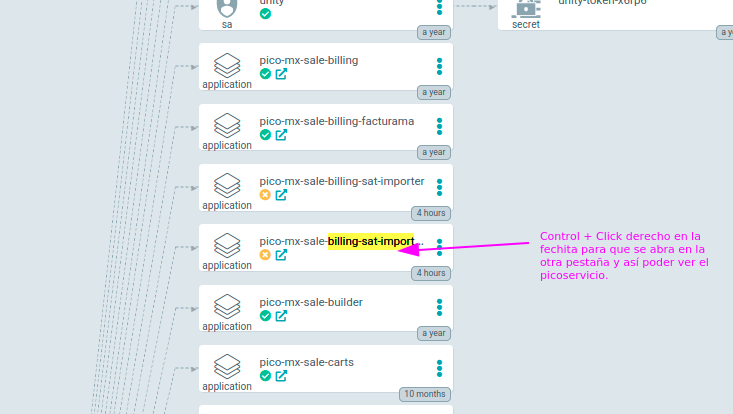 unity
sa
a year
unity-token-x6rp6
secret
pico-mx-sale-billing
application
a year
pico-mx-sale-billing-facturama
application
a year
pico-mx-sale-billing-sat-importer
application
4 hours
pico-mx-sale-billing-sat-import...
application
4 hours
Control + Click derecho en la
fechita para que se abra en la
otra pestaña y así poder ver el
picoservicio.
pico-mx-sale-builder
application
a year
pico-mx-sale-carts
application
10 months